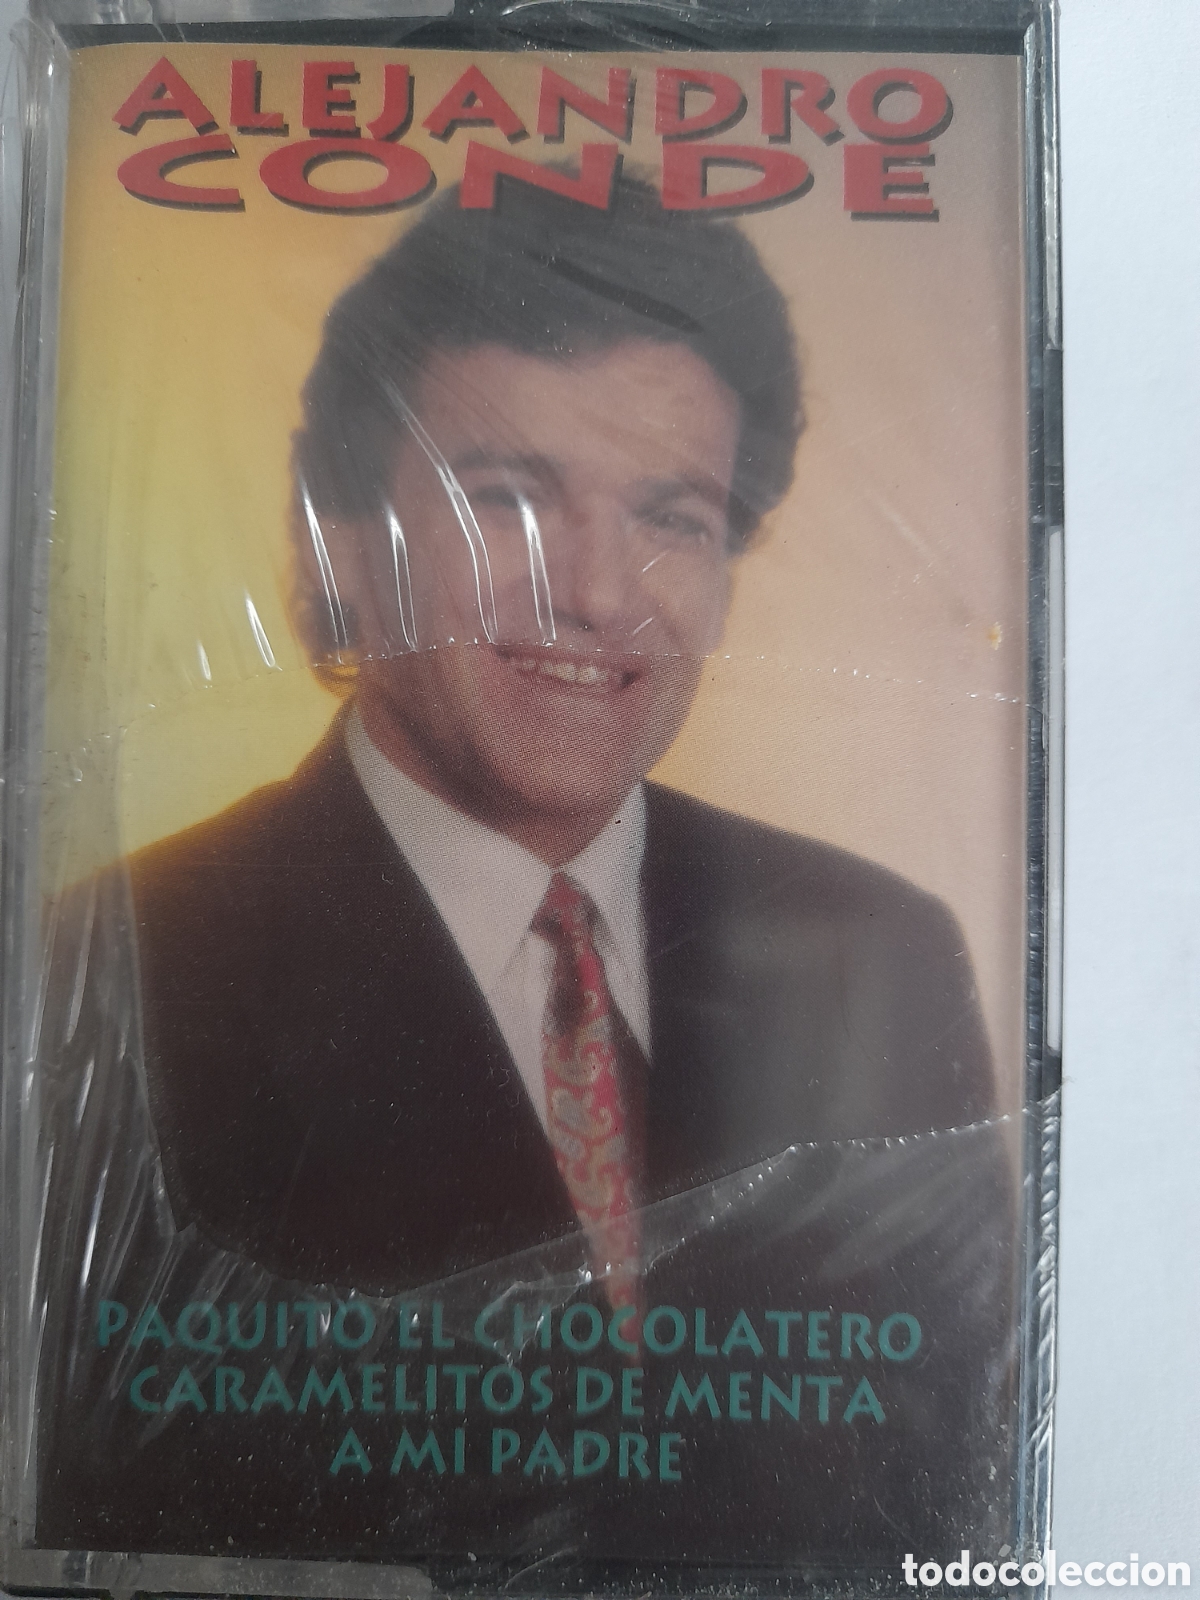 ALEJANDRO
CONDE
PAQUITO EL CHOCOLATERO
CARAMELITOS DE MENTA
A MI PADRE
todocoleccion